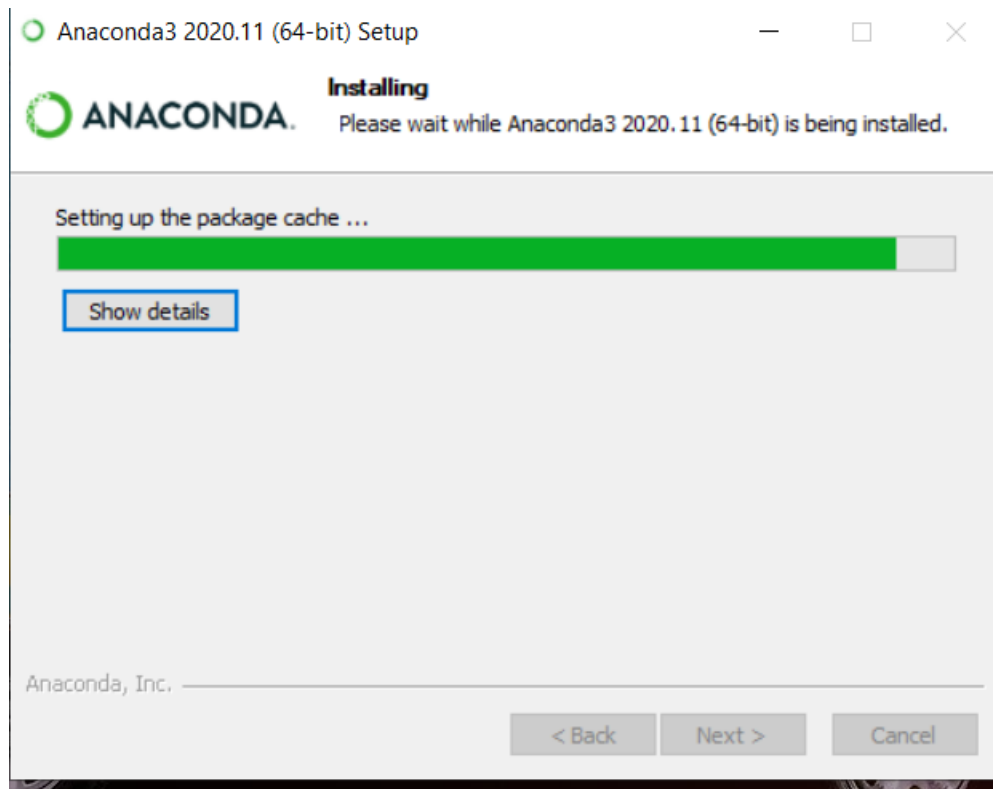 Anaconda3 2020.11 (64-bit) Setup
ANACONDA.
Installing
Please wait while Anaconda3 2020.11 (64-bit) is being installed.
Setting up the package cache ...
Show details
Anaconda, Inc.
< Back Next > Cancel